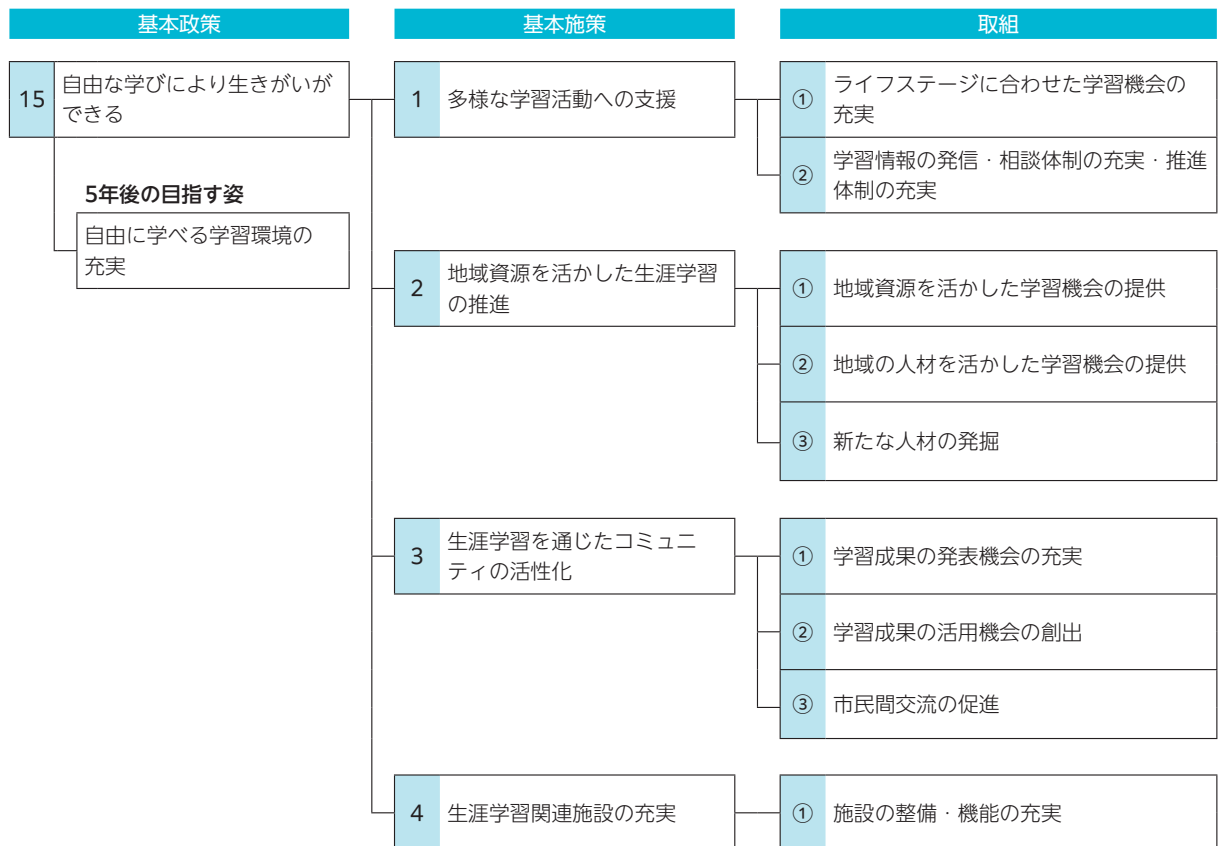 基本政策
基本施策
取組
15
自由な学びにより生きがいが
できる
5年後の目指す姿
自由に学べる学習環境の
充実
1
多様な学習活動への支援
①
ライフステージに合わせた学習機会の
充実
②
学習情報の発信・相談体制の充実・推進
体制の充実
2
地域資源を活かした生涯学習
の推進
①
地域資源を活かした学習機会の提供
②
地域の人材を活かした学習機会の提供
③
新たな人材の発掘
3
生涯学習を通じたコミュニ
ティの活性化
①
学習成果の発表機会の充実
②
学習成果の活用機会の創出
③
市民間交流の促進
4
生涯学習関連施設の充実
①
施設の整備・機能の充実